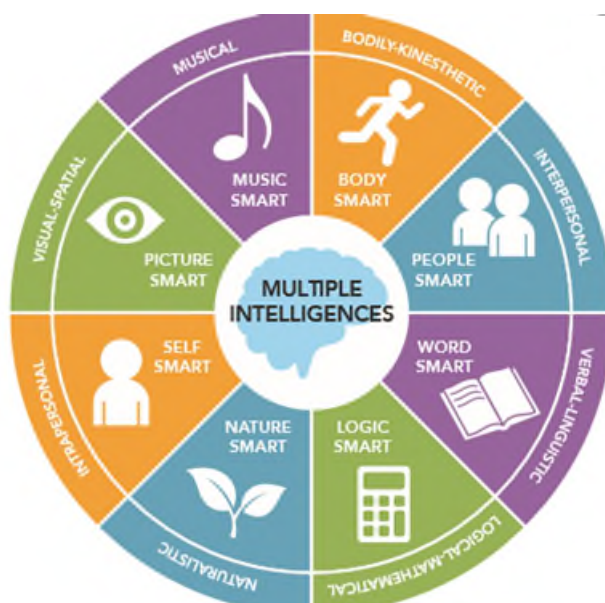 MULTIPLE
INTELLIGENCES
MUSICAL
MUSIC
SMART
BODILY-KINESTHETIC
BODY
SMART
INTERPERSONAL
PEOPLE
SMART
VERBAL-LINGUISTIC
WORD
SMART
LOGICAL-MATHEMATICAL
LOGIC
SMART
NATURALISTIC
NATURE
SMART
INTRAPERSONAL
SELF
SMART
VISUAL-SPATIAL
PICTURE
SMART